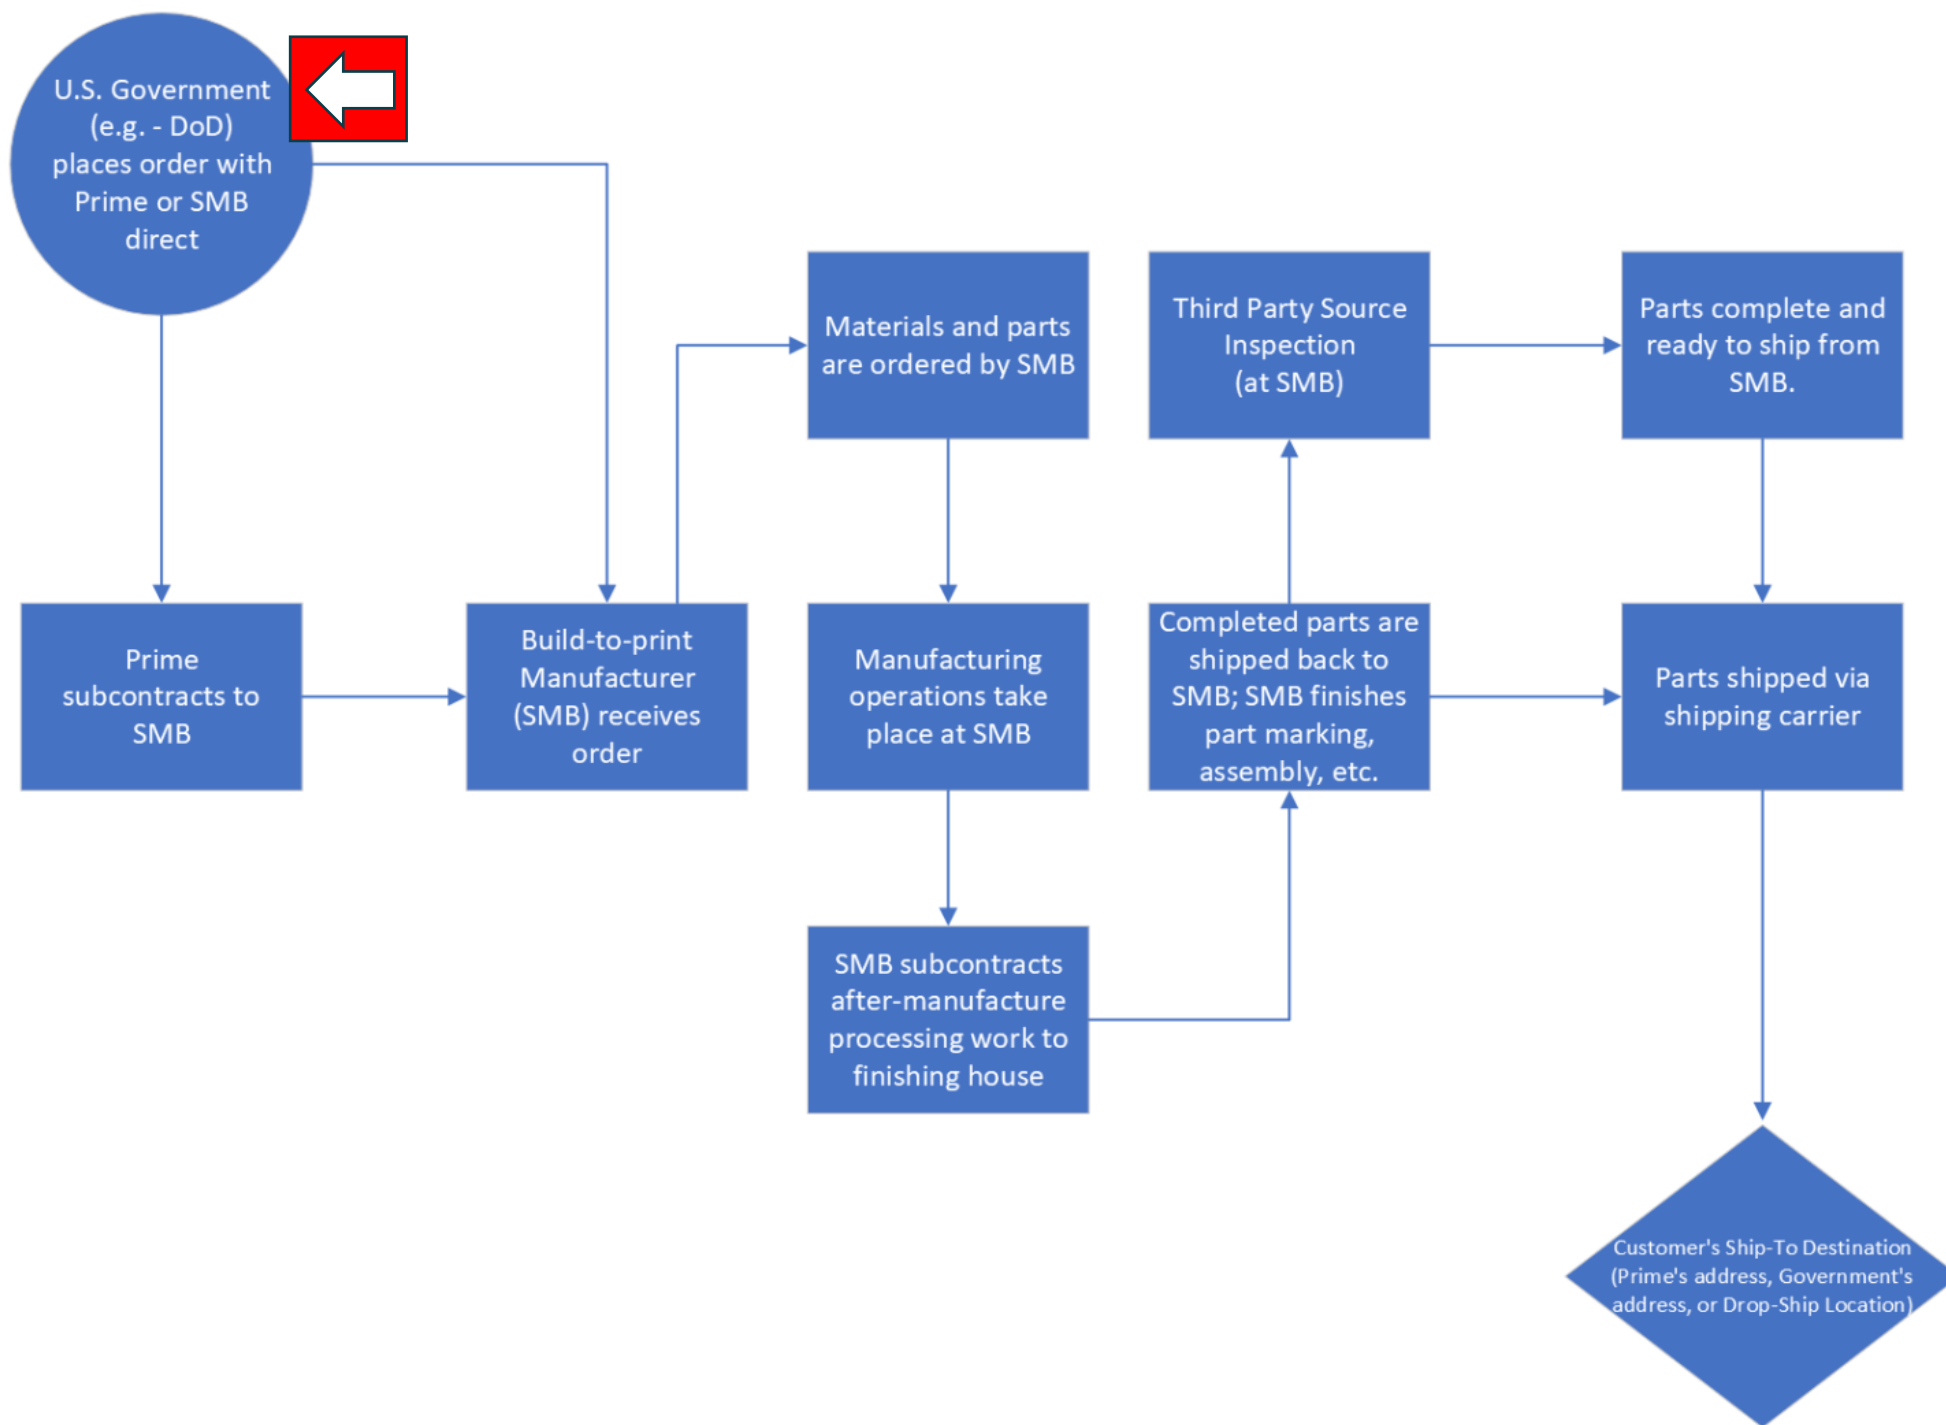 U.S. Government
(e.g. - DoD)
places order with
Prime or SMB
direct
Prime
subcontracts to
SMB
Build-to-print
Manufacturer
(SMB) receives
order
Materials and parts
are ordered by SMB
Manufacturing
operations take
place at SMB
SMB subcontracts
after-manufacture
processing work to
finishing house
Completed parts are
shipped back to
SMB; SMB finishes
part marking,
assembly, etc.
Third Party Source
Inspection
(at SMB)
Parts complete and
ready to ship from
SMB.
Parts shipped via
shipping carrier
Customer's Ship-To Destination
(Prime's address, Government's
address, or Drop-Ship Location)